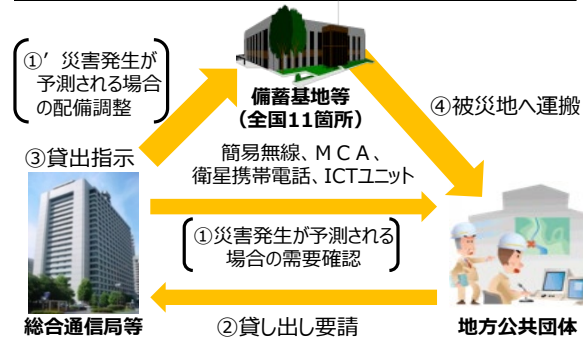 ①’災害発生が
予測される場合
の配備調整
備蓄基地等
（全国11箇所）
④被災地へ運搬
③貸出指示
簡易無線、ＭＣＡ、
衛星携帯電話、ICTユニット
①災害発生が予測される
場合の需要確認
総合通信局等
②貸し出し要請
地方公共団体